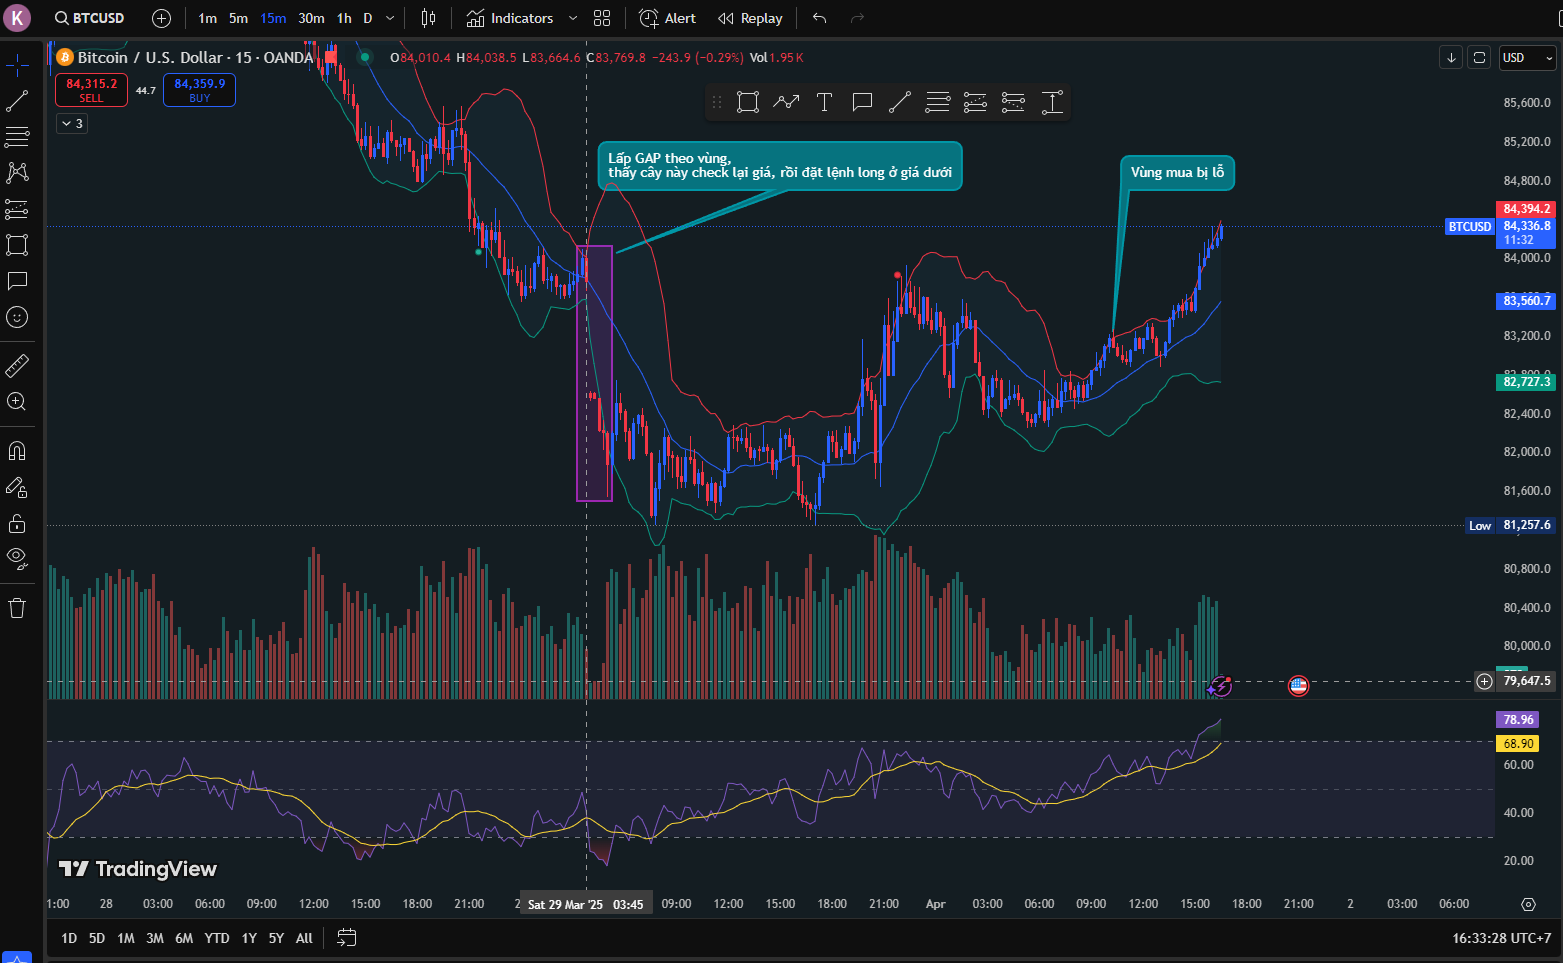 K
BTCUSD
1m 5m 15m 30m 1h D
Indicators
Alert
Replay
Bitcoin / U.S. Dollar · 15 · OANDA
O84,010.4 H84,038.5 L83,664.6 C83,769.8 −243.9 (−0.29%) Vol1.95K
USD
84,315.2
SELL
44.7
84,359.9
BUY
3
Lấp GAP theo vùng,
thấy cây này check lại giá, rồi đặt lệnh long ở giá dưới
Vùng mua bị lỗ
85,600.0
85,200.0
84,800.0
84,394.2
BTCUSD 84,336.8
11:32
84,000.0
83,560.7
83,200.0
82,727.3
82,400.0
82,000.0
81,600.0
Low 81,257.6
80,800.0
80,400.0
80,000.0
79,647.5
78.96
68.90
60.00
40.00
20.00
TradingView
1:00 28 03:00 06:00 09:00 12:00 15:00 18:00 21:00 2 Sat 29 Mar '25 03:45 09:00 12:00 15:00 18:00 21:00 Apr 03:00 06:00 09:00 12:00 15:00 18:00 21:00 2 03:00 06:00
1D 5D 1M 3M 6M YTD 1Y 5Y All
16:33:28 UTC+7